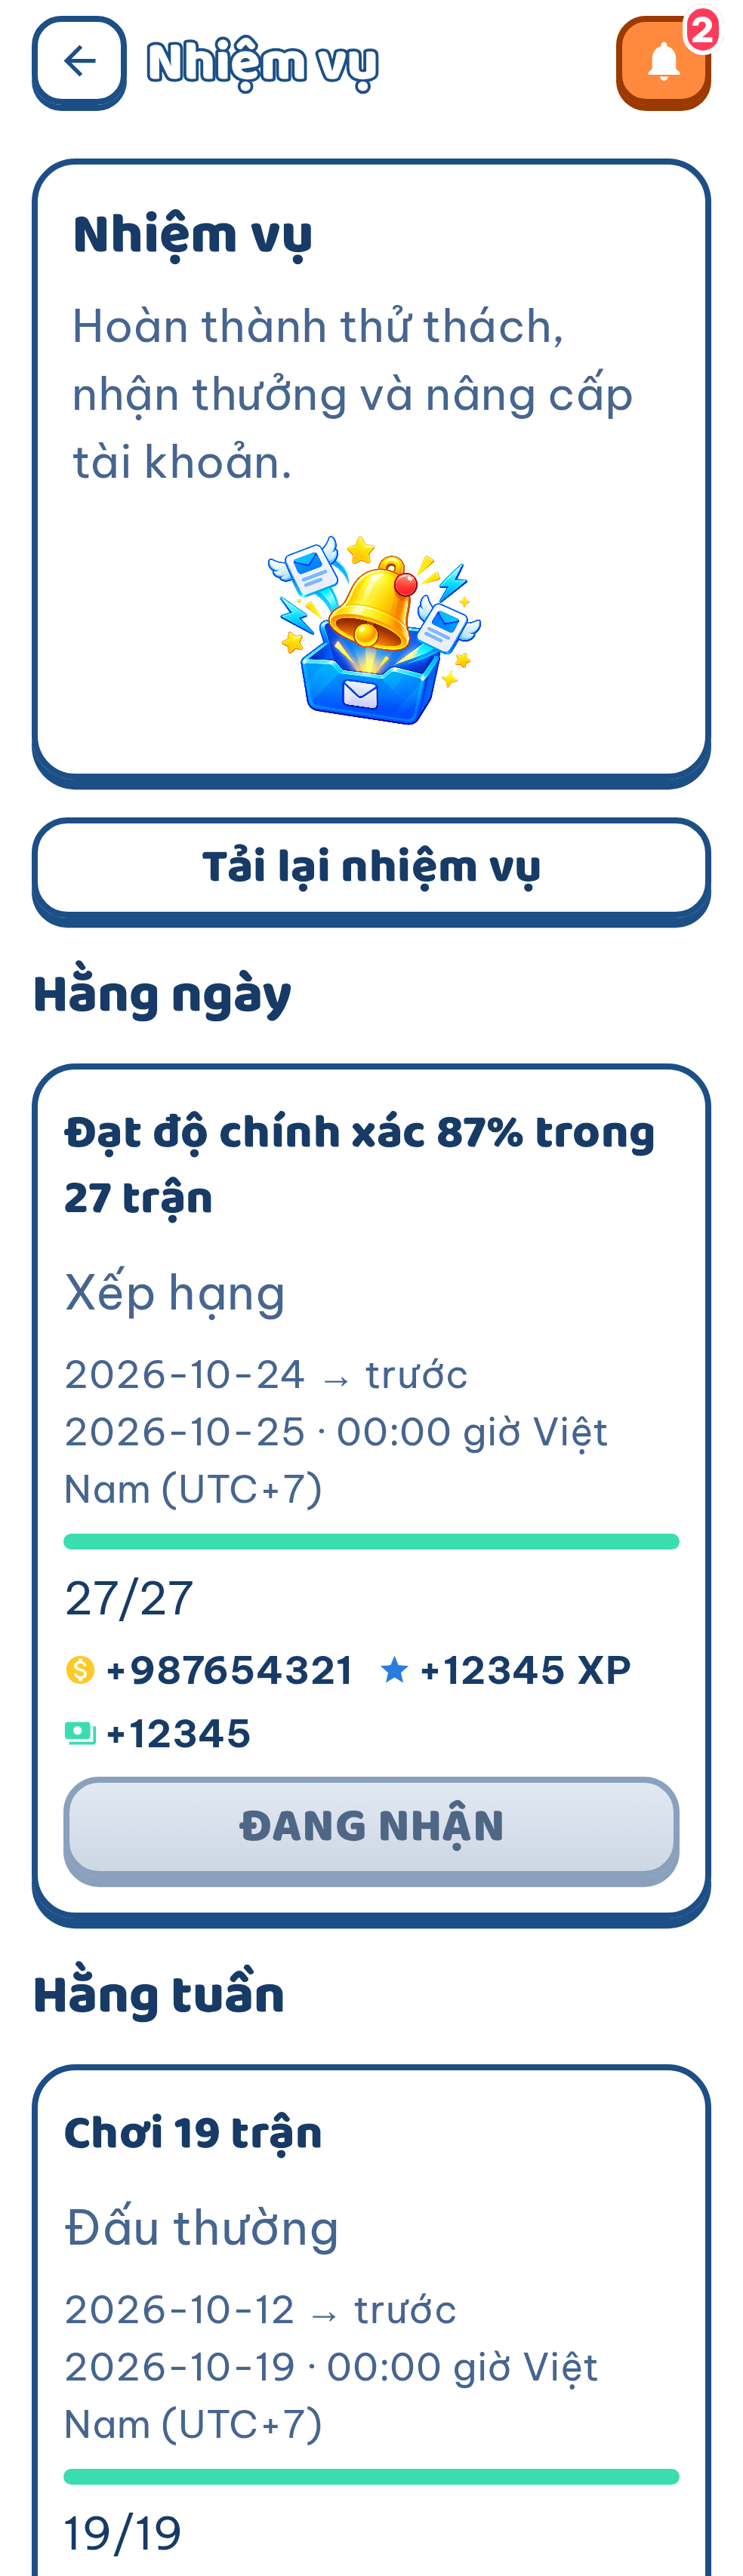 Nhiệm vụ
2
Nhiệm vụ
Hoàn thành thử thách,
nhận thưởng và nâng cấp
tài khoản.
Tải lại nhiệm vụ
Hằng ngày
Đạt độ chính xác 87% trong
27 trận
Xếp hạng
2026-10-24 → trước
2026-10-25 · 00:00 giờ Việt
Nam (UTC+7)
27/27
+987654321 +12345 XP
+12345
ĐANG NHẬN
Hằng tuần
Chơi 19 trận
Đấu thường
2026-10-12 → trước
2026-10-19 · 00:00 giờ Việt
Nam (UTC+7)
19/19